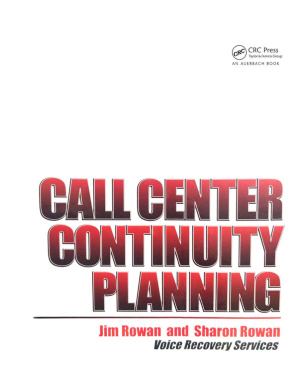 CRC Press
Taylor & Francis Group
AN AUERBACH BOOK
CALL CENTER
CONTINUITY
PLANNING
Jim Rowan and Sharon Rowan
Voice Recovery Services